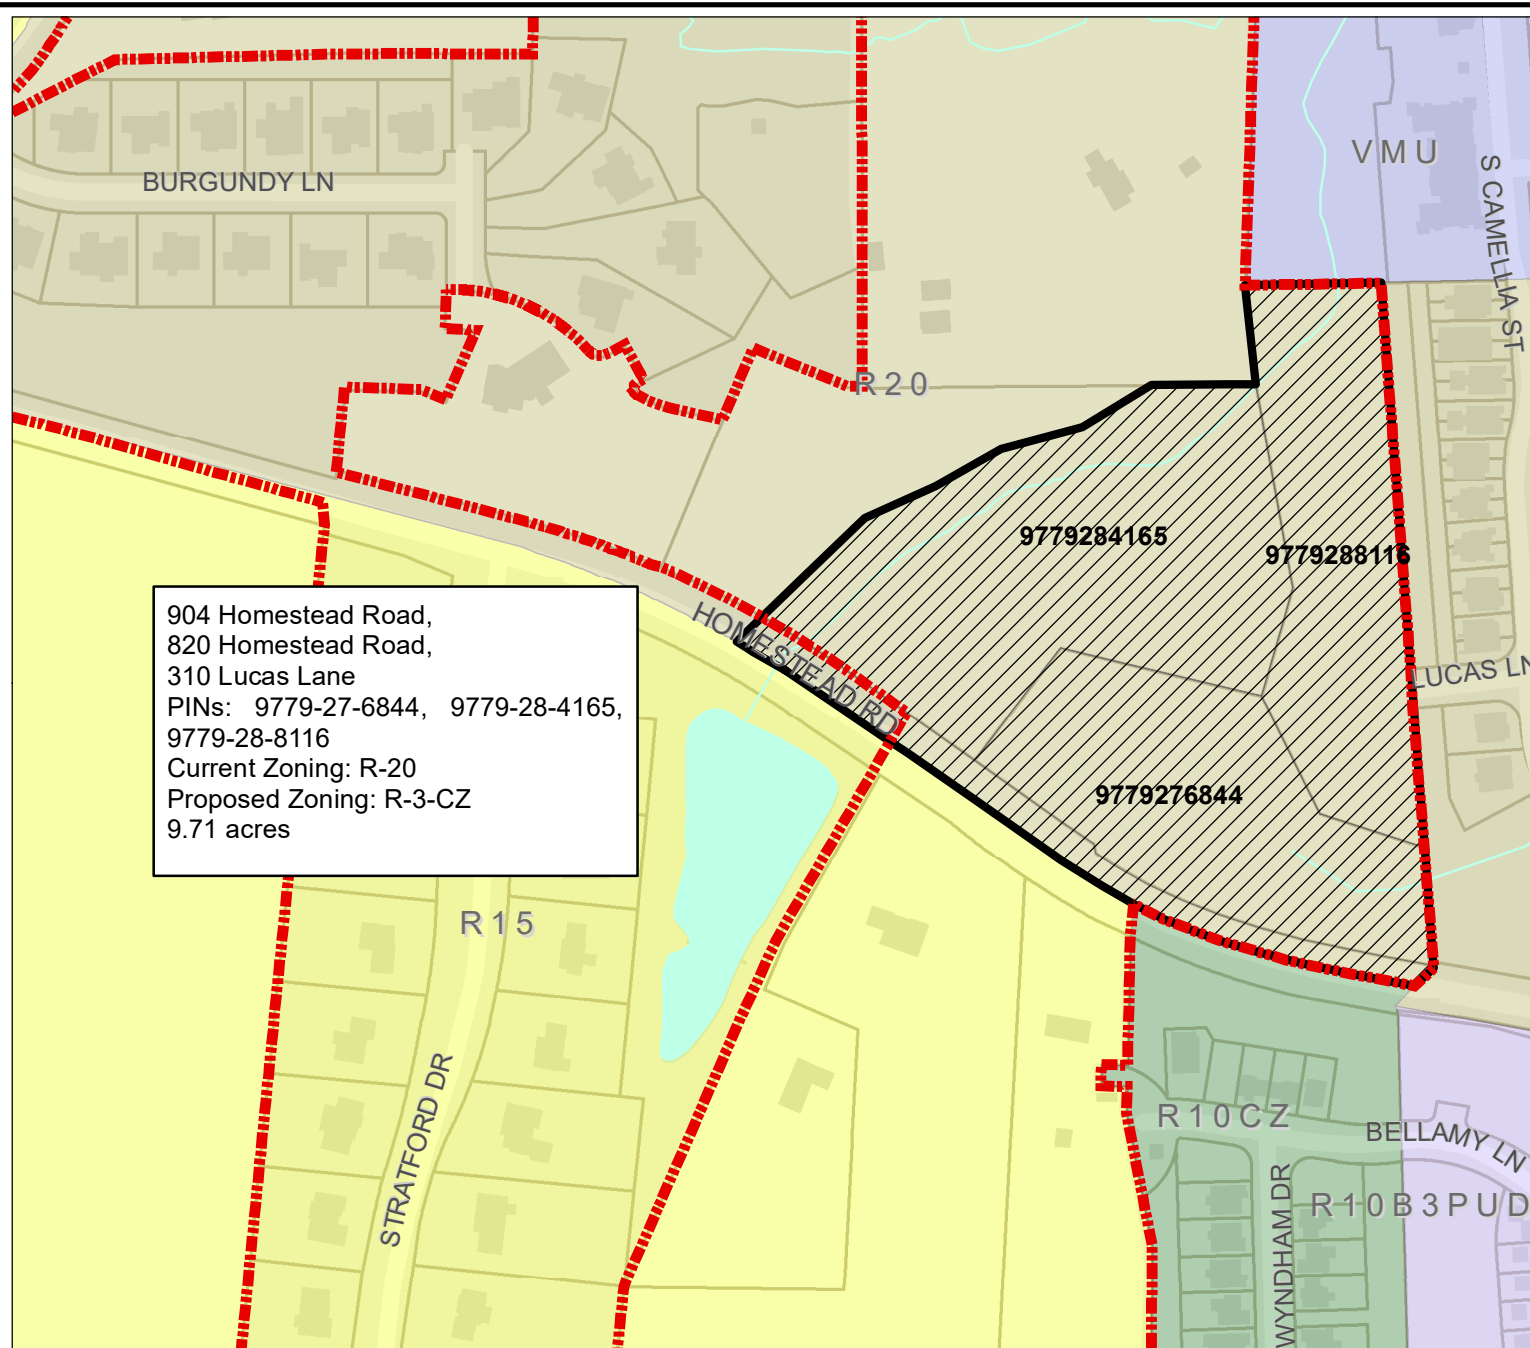 BURGUNDY LN
VMU
S CAMELLIA ST
R20
9779284165
9779288116
904 Homestead Road,
820 Homestead Road,
310 Lucas Lane
PINs: 9779-27-6844, 9779-28-4165,
9779-28-8116
Current Zoning: R-20
Proposed Zoning: R-3-CZ
9.71 acres
HOMESTEAD RD
LUCAS LN
9779276844
R15
STRATFORD DR
R10CZ
BELLAMY LN
R10B3PUD
WYNDHAM DR